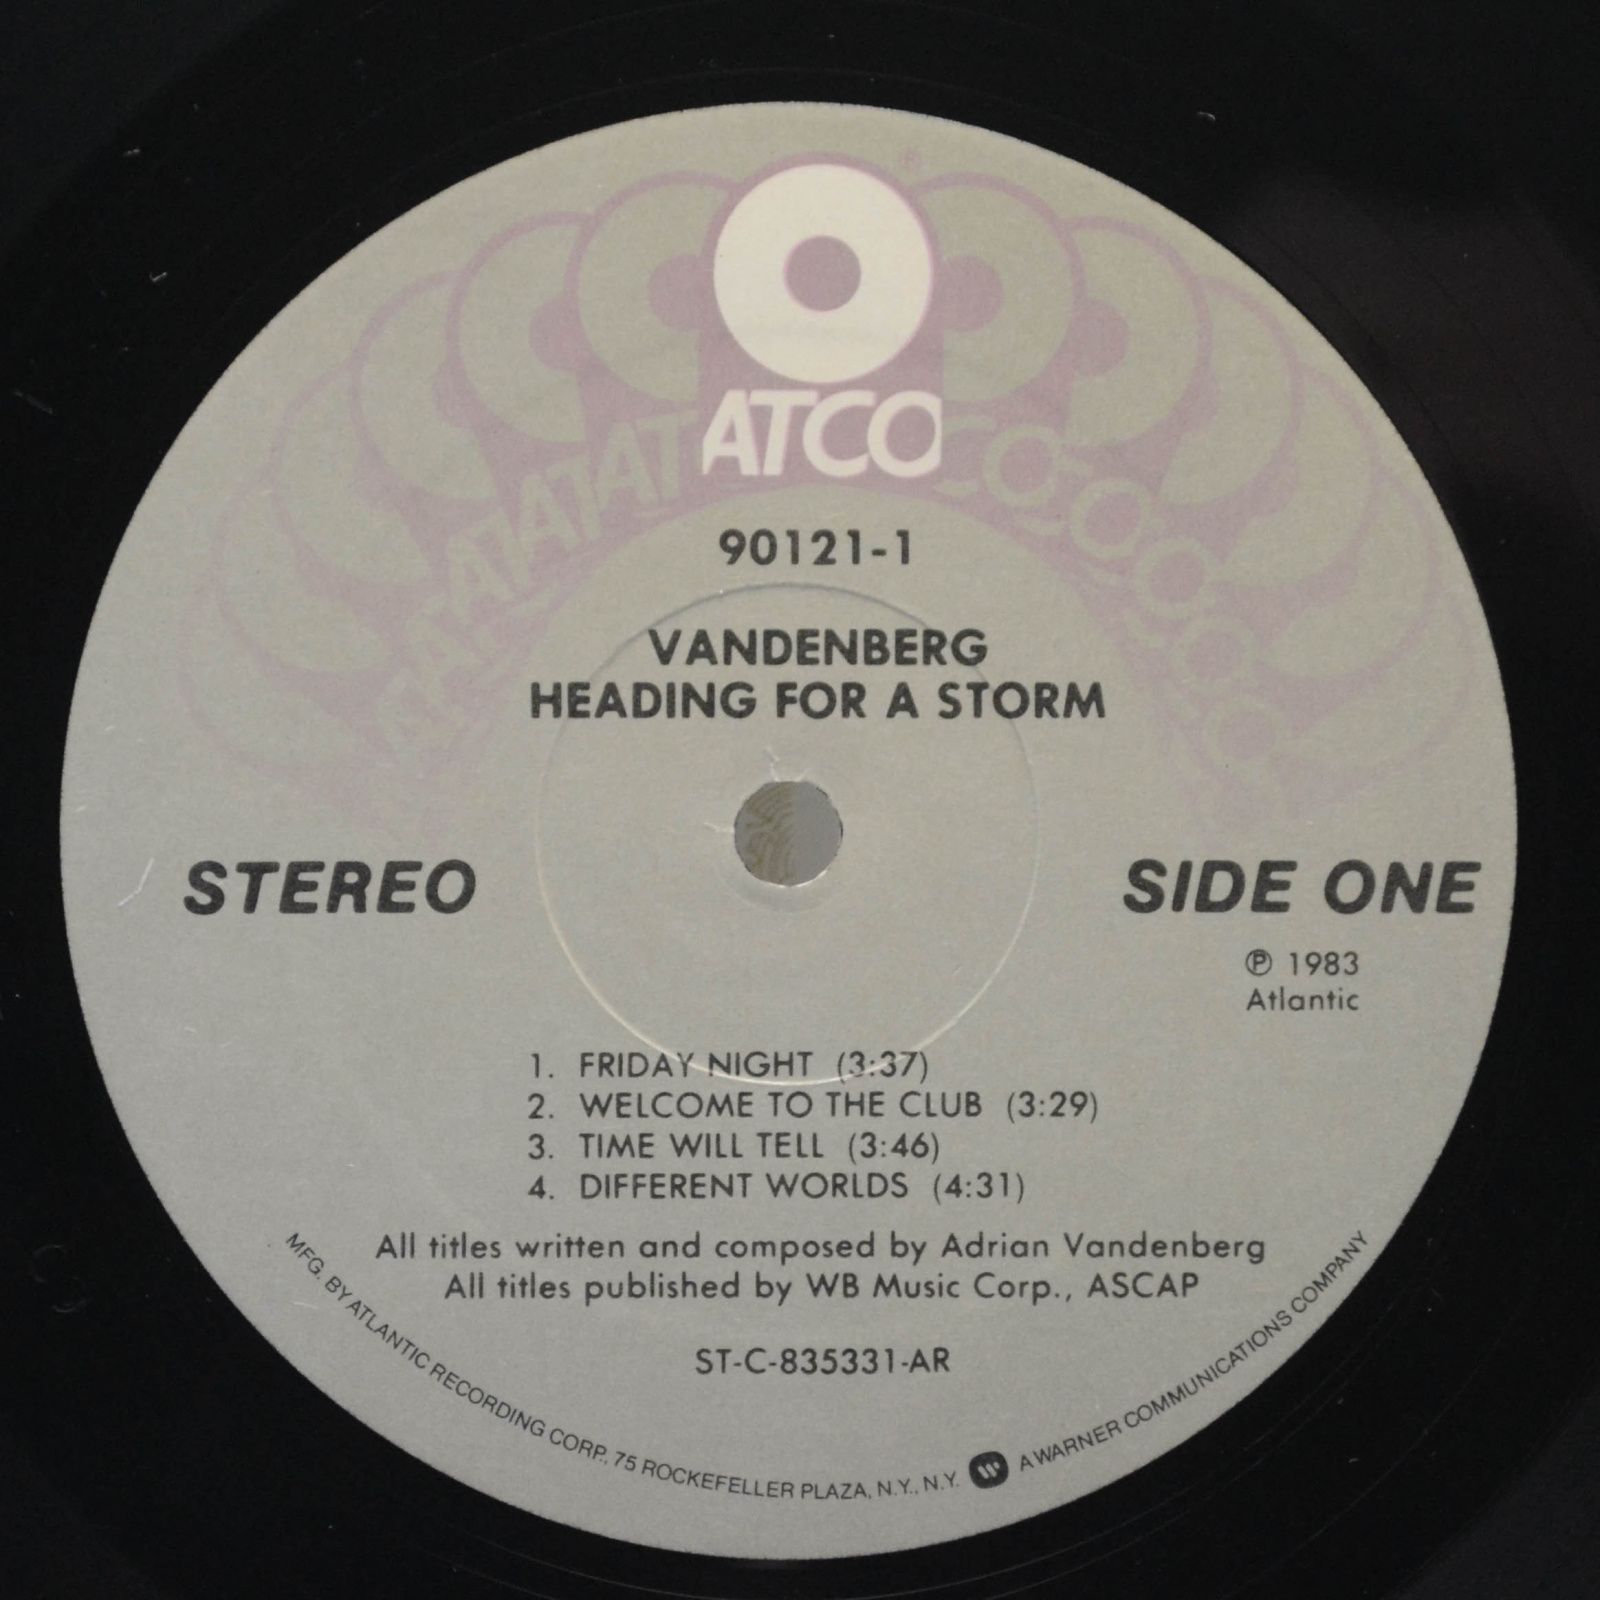 ATCO
90121-1
VANDENBERG
HEADING FOR A STORM
STEREO
SIDE ONE
℗ 1983
Atlantic
1. FRIDAY NIGHT (3:37)
2. WELCOME TO THE CLUB (3:29)
3. TIME WILL TELL (3:46)
4. DIFFERENT WORLDS (4:31)
All titles written and composed by Adrian Vandenberg
All titles published by WB Music Corp., ASCAP
ST-C-835331-AR
MFG. BY ATLANTIC RECORDING CORP., 75 ROCKEFELLER PLAZA, N.Y., N.Y. A WARNER COMMUNICATIONS COMPANY